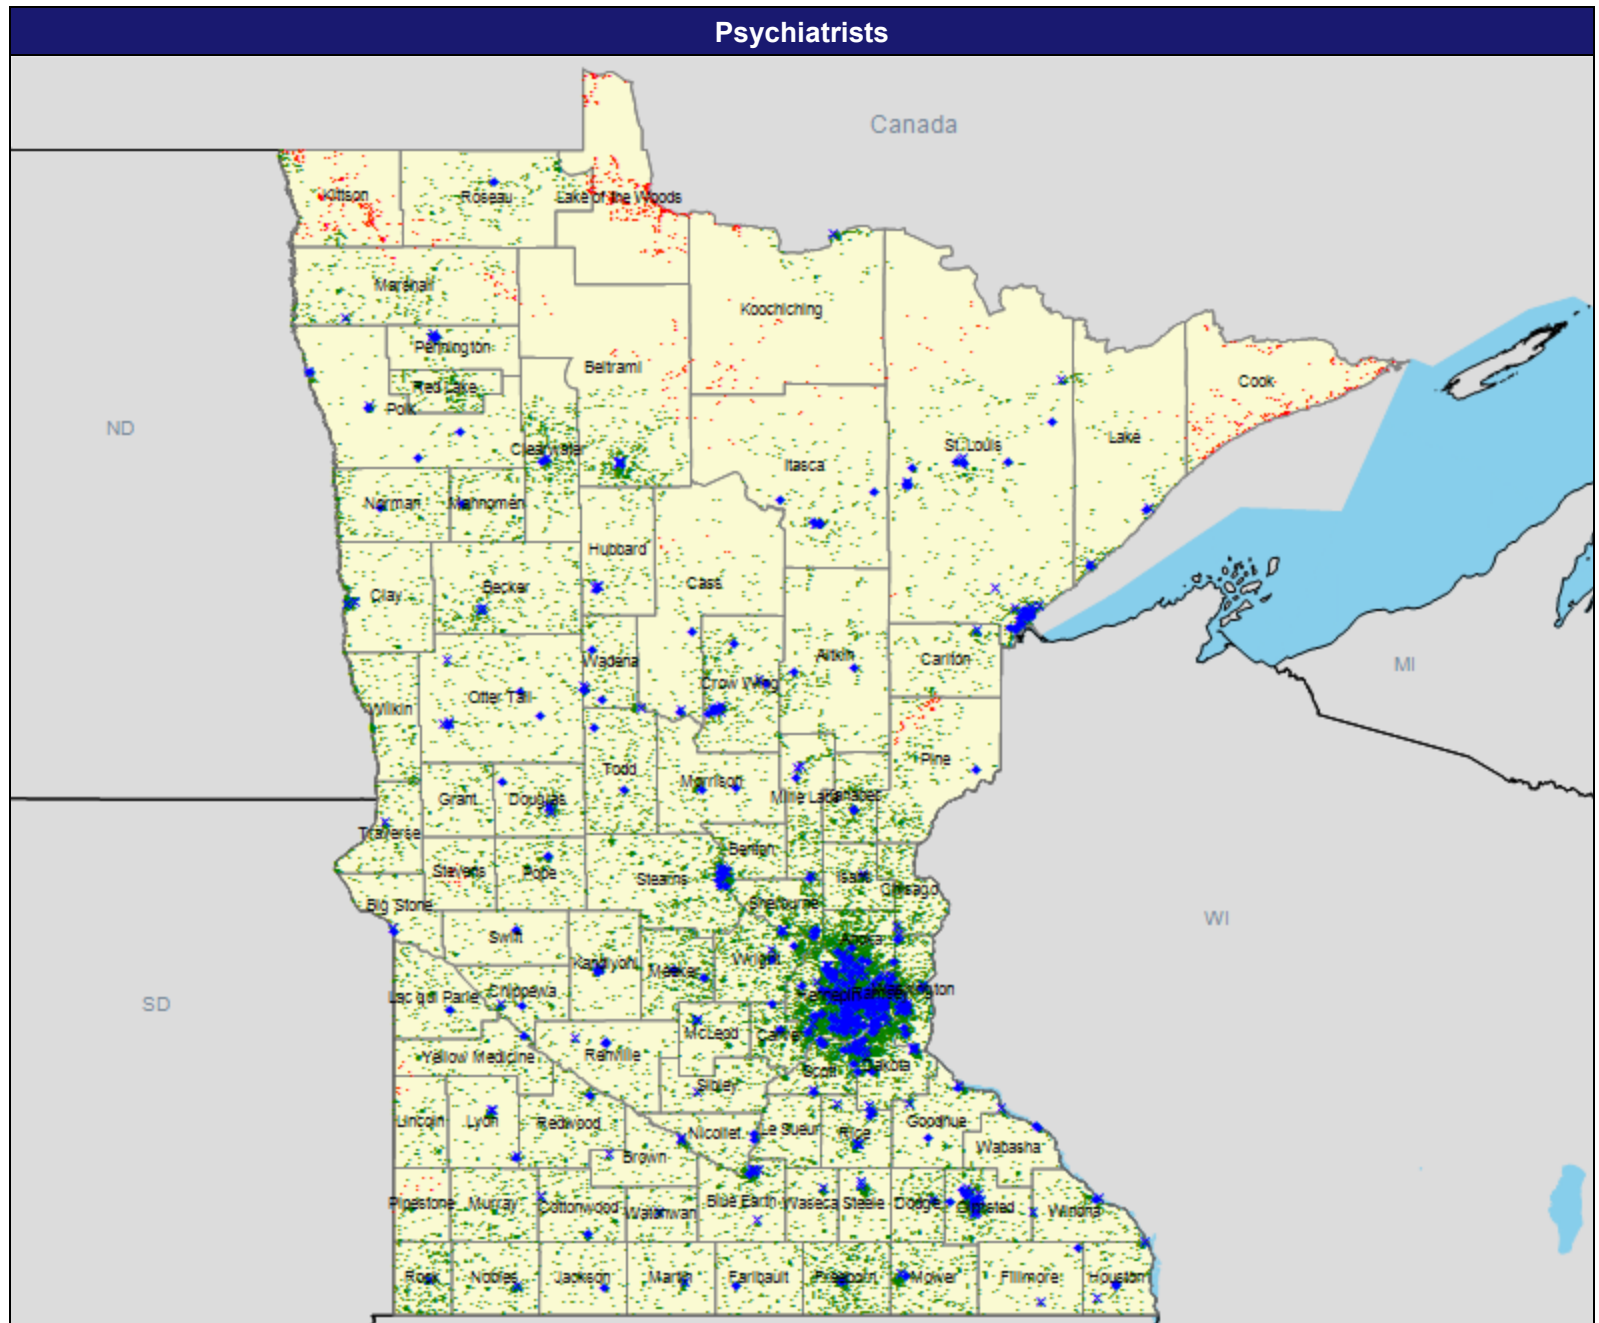 Psychiatrists
Canada
Kittson
Roseau
Lake of the Woods
Marshall
Koochiching
Pennington
Beltrami
Red Lake
Cook
Polk
ND
Clearwater
St. Louis
Lake
Itasca
Norman
Mahnomen
Hubbard
Cass
Becker
Clay
Wadena
Aitkin
Carlton
MI
Crow Wing
Otter Tail
Wilkin
Pine
Todd
Morrison
Grant
Douglas
Mille Lacs
Kanabec
Traverse
Benton
Stevens
Pope
Stearns
Isanti
Chisago
Big Stone
Sherburne
WI
Swift
Anoka
Kandiyohi
Meeker
Wright
Chippewa
Lac qui Parle
Hennepin
Ramsey
Washington
SD
McLeod
Carver
Yellow Medicine
Renville
Scott
Dakota
Sibley
Lincoln
Lyon
Redwood
Nicollet
Le Sueur
Rice
Goodhue
Wabasha
Brown
Pipestone
Murray
Cottonwood
Watonwan
Blue Earth
Waseca
Steele
Dodge
Olmsted
Winona
Rock
Nobles
Jackson
Martin
Faribault
Freeborn
Mower
Fillmore
Houston